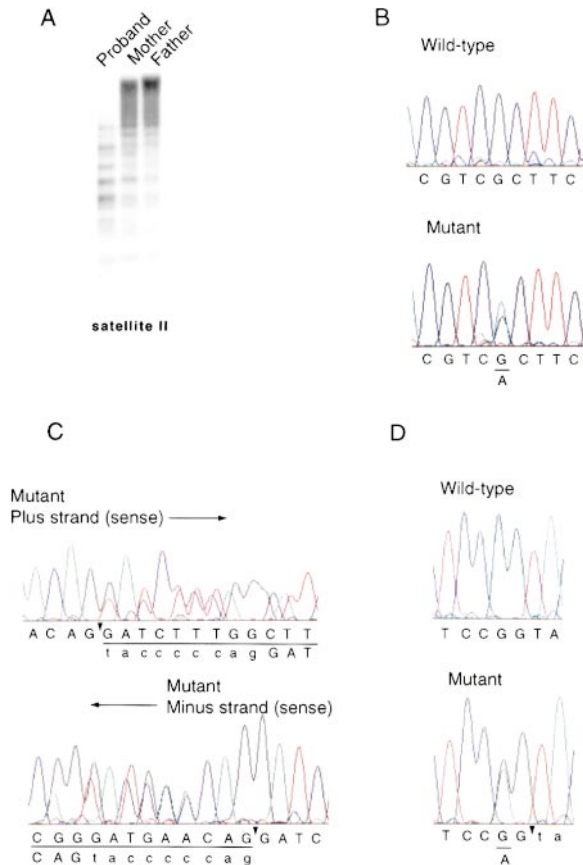 A
Proband
Mother
Father
satellite II
B
Wild-type
C G T C G C T T C
Mutant
C G T C G C T T C
A
C
Mutant
Plus strand (sense)
A C A G G A T C T T T G G C T T
t a c c c c c a g G A T
Mutant
Minus strand (sense)
C G G G A T G A A C A G G A T C
C A G t a c c c c c a g
D
Wild-type
T C C G G T A
Mutant
T C C G G t a
A